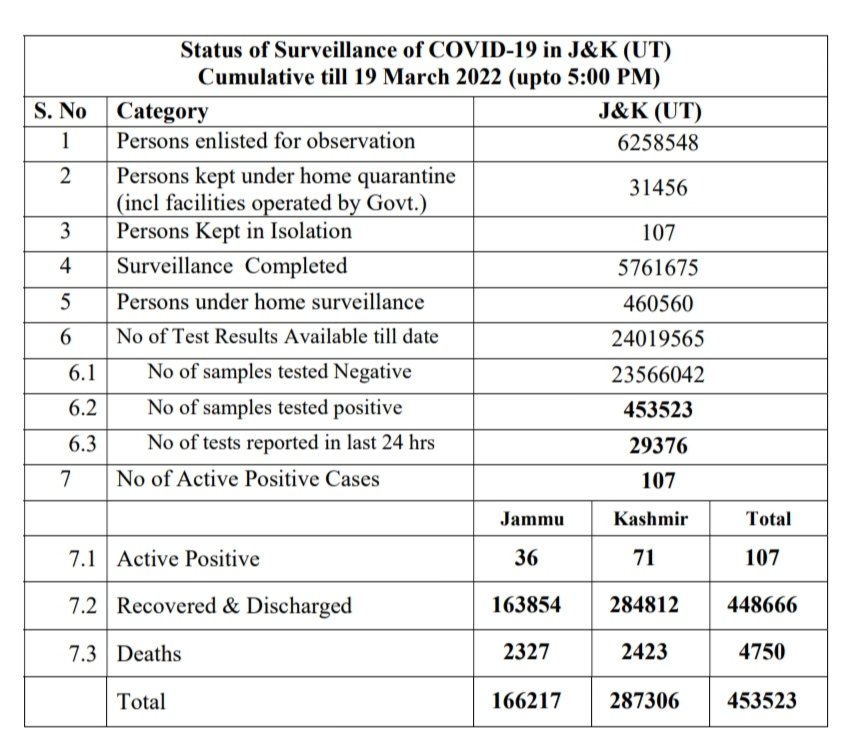 Status of Surveillance of COVID-19 in J&K (UT)
Cumulative till 19 March 2022 (upto 5:00 PM)
S. No Category J&K (UT)
1 Persons enlisted for observation 6258548
2 Persons kept under home quarantine
(incl facilities operated by Govt.) 31456
3 Persons Kept in Isolation 107
4 Surveillance Completed 5761675
5 Persons under home surveillance 460560
6 No of Test Results Available till date 24019565
6.1 No of samples tested Negative 23566042
6.2 No of samples tested positive 453523
6.3 No of tests reported in last 24 hrs 29376
7 No of Active Positive Cases 107
Jammu Kashmir Total
7.1 Active Positive 36 71 107
7.2 Recovered & Discharged 163854 284812 448666
7.3 Deaths 2327 2423 4750
Total 166217 287306 453523